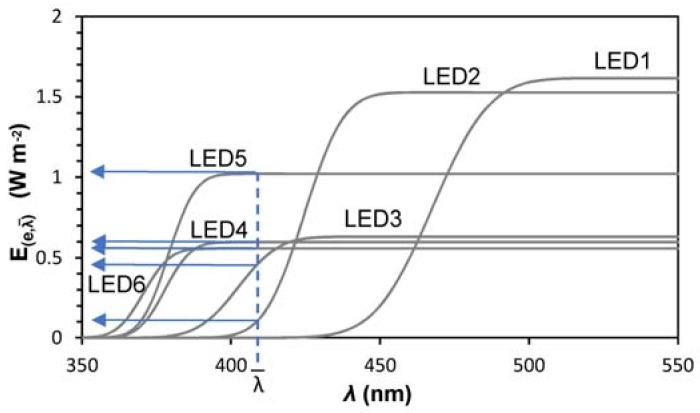 2
LED1
LED2
1.5
E(e,λ̄) (W m-2)
LED5
1
LED3
LED4
0.5
LED6
0
350 400 450 500 550
λ̄
λ (nm)